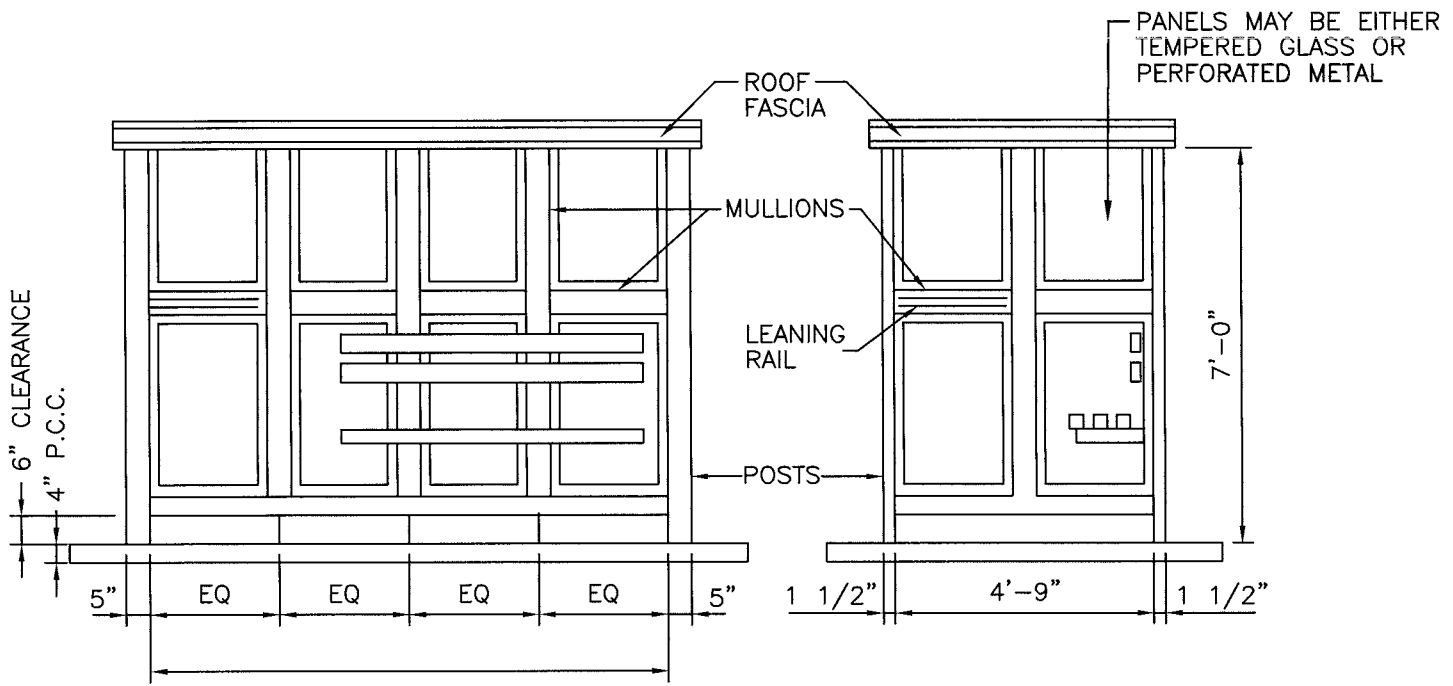 PANELS MAY BE EITHER
TEMPERED GLASS OR
PERFORATED METAL
ROOF
FASCIA
MULLIONS
LEANING
RAIL
POSTS
6" CLEARANCE
4" P.C.C.
7'-0"
5"
EQ
EQ
EQ
EQ
5"
1 1/2"
4'-9"
1 1/2"